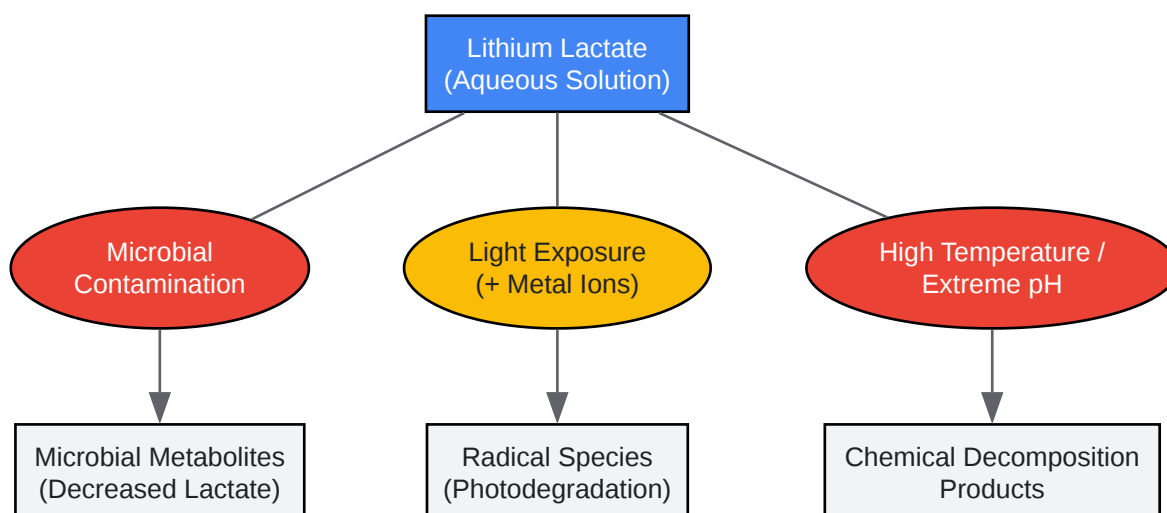 Lithium Lactate
(Aqueous Solution)
Microbial
Contamination
Light Exposure
(+ Metal Ions)
High Temperature /
Extreme pH
Microbial Metabolites
(Decreased Lactate)
Radical Species
(Photodegradation)
Chemical Decomposition
Products